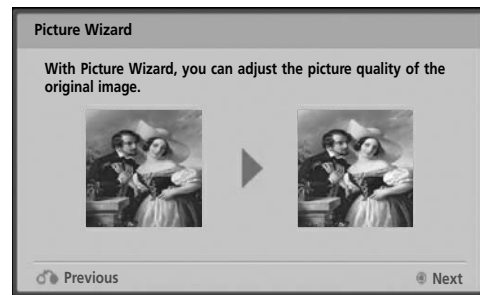 Picture Wizard
With Picture Wizard, you can adjust the picture quality of the
original image.
Previous
Next